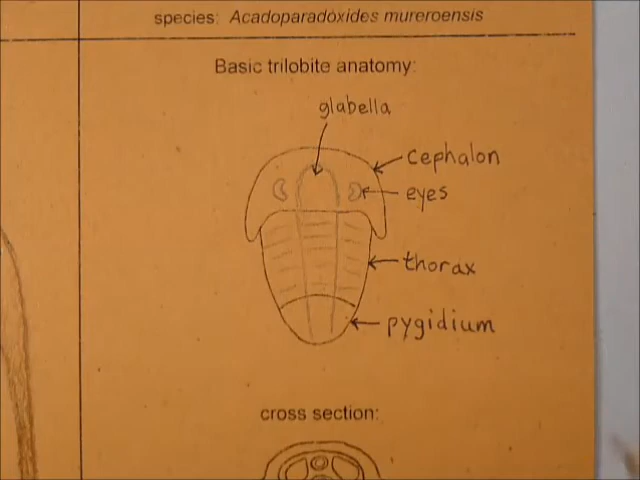 species: Acadoparadoxides mureroensis
Basic trilobite anatomy:
glabella
cephalon
eyes
thorax
pygidium
cross section: